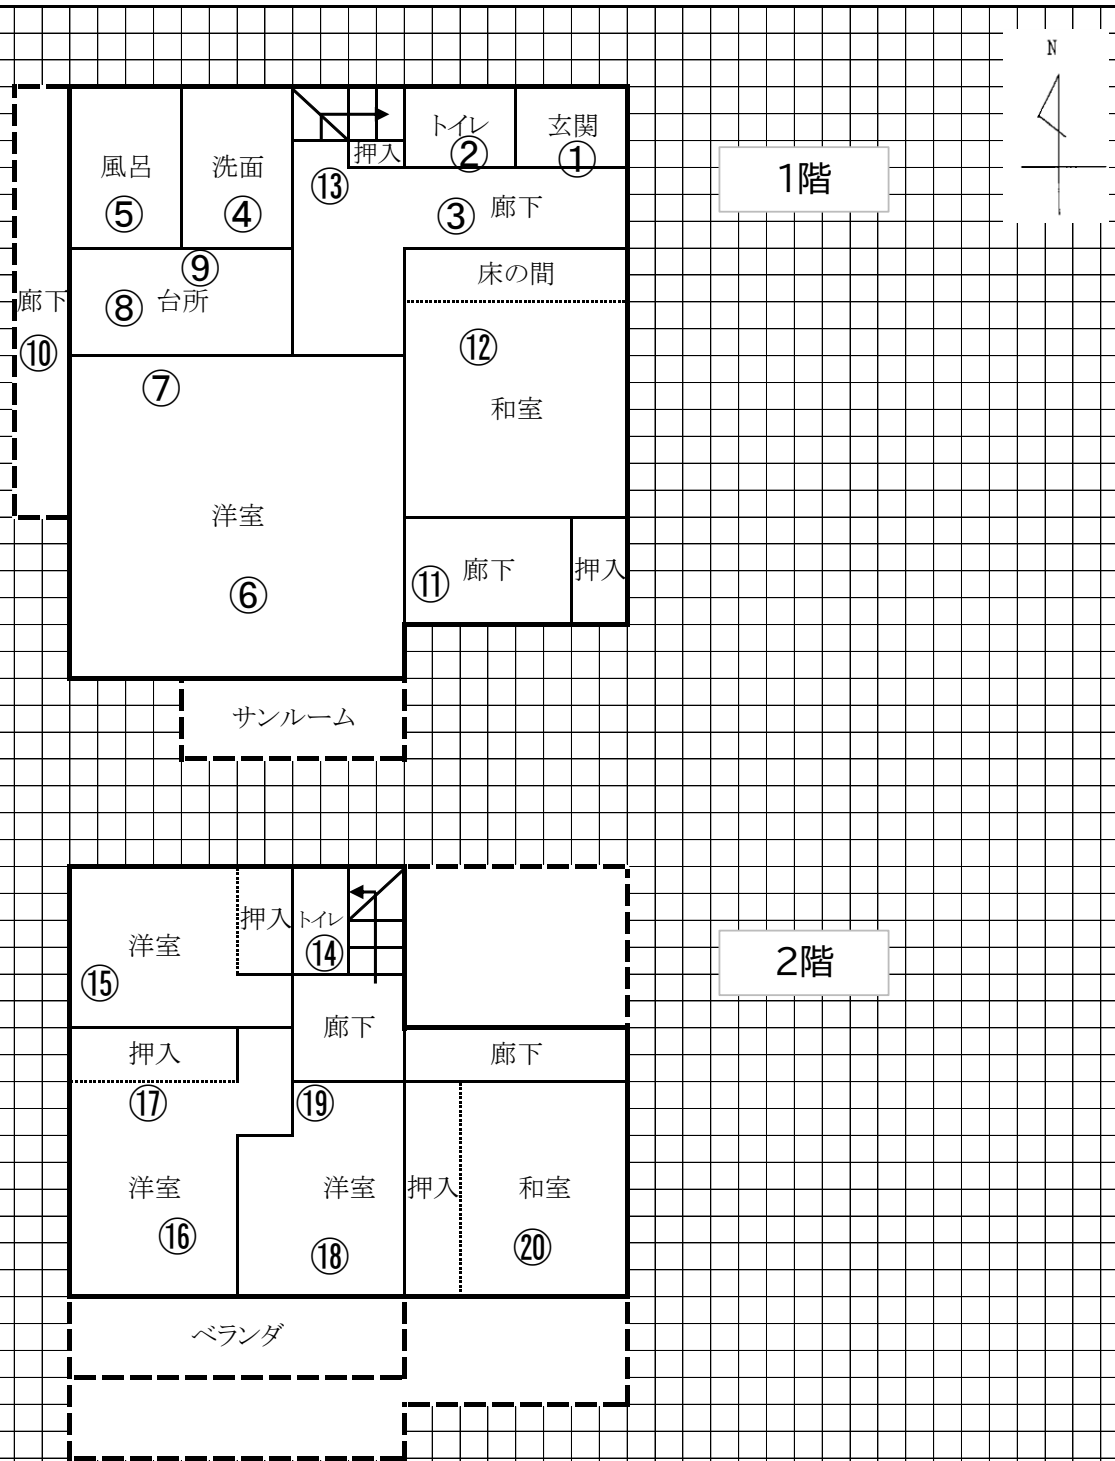 N
1階
トイレ
玄関
②
①
押入
風呂
洗面
⑬
⑤
④
③
廊下
⑨
床の間
廊下
⑧
台所
⑩
⑫
⑦
和室
洋室
⑥
⑪
廊下
押入
サンルーム
2階
押入
トイレ
洋室
⑭
⑮
廊下
押入
廊下
⑰
⑲
洋室
洋室
押入
和室
⑯
⑱
⑳
ベランダ